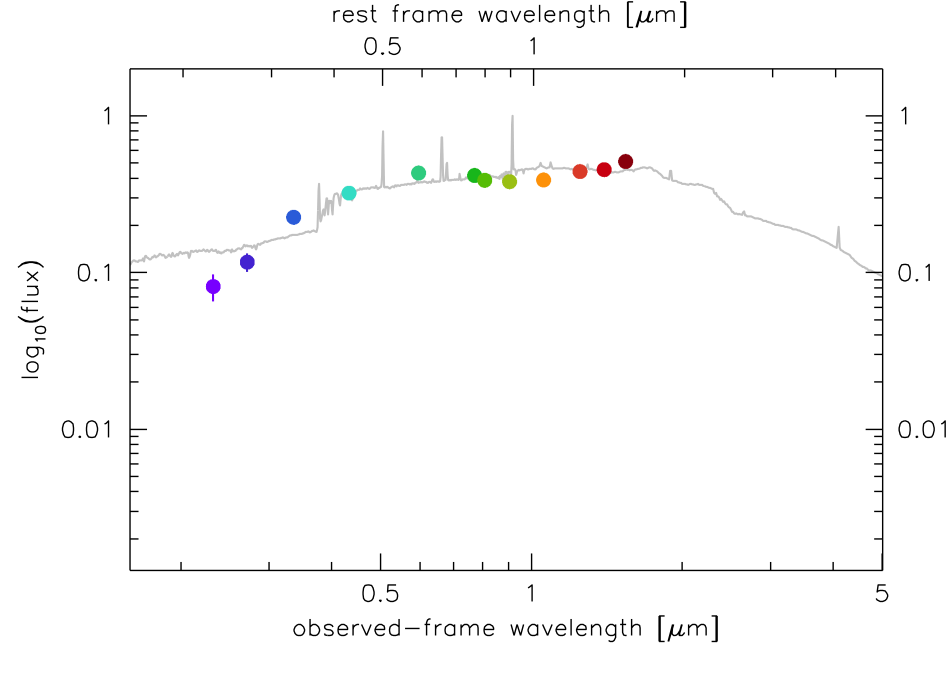 rest frame wavelength [μm]
0.5 1
1 1
0.1 0.1
0.01 0.01
log10(flux)
0.5 1 5
observed-frame wavelength [μm]